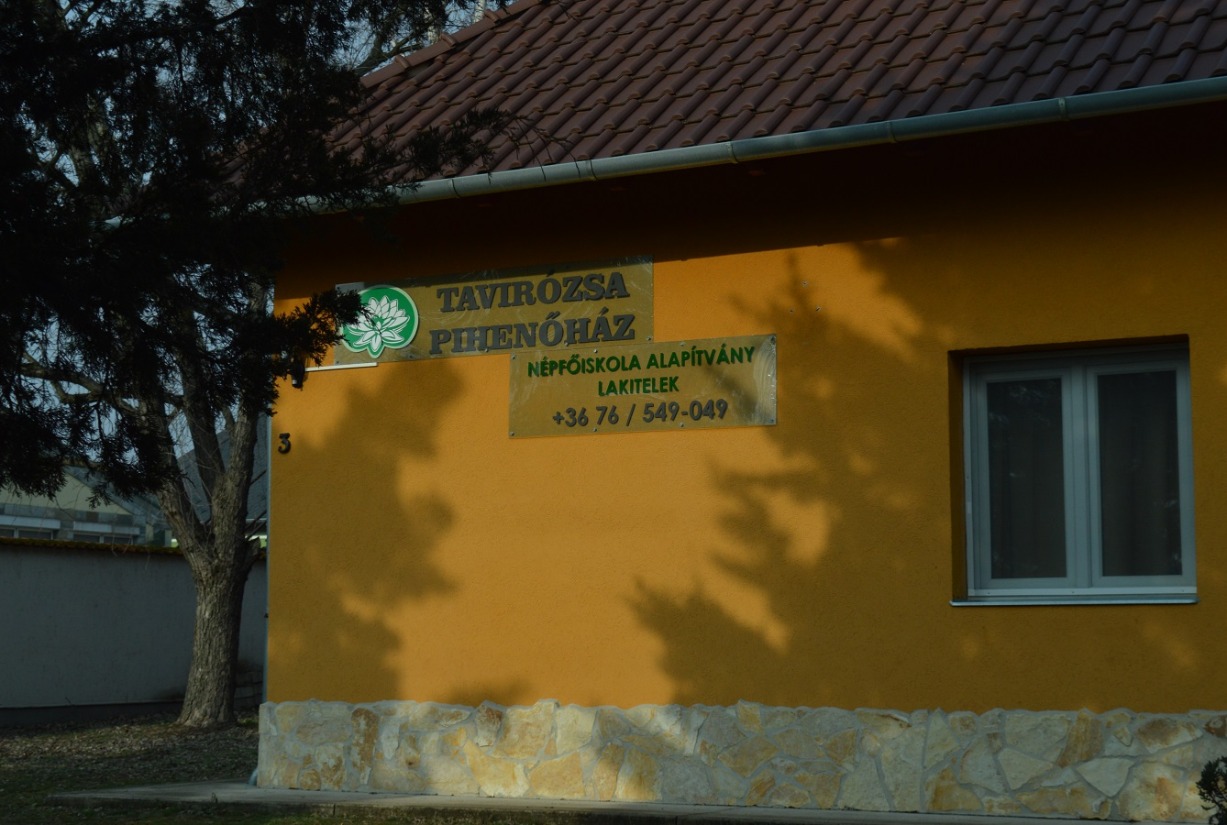 TAVIRÓZSA
PIHENŐHÁZ
NÉPFŐISKOLA ALAPÍTVÁNY
LAKITELEK
+36 76 / 549-049
3